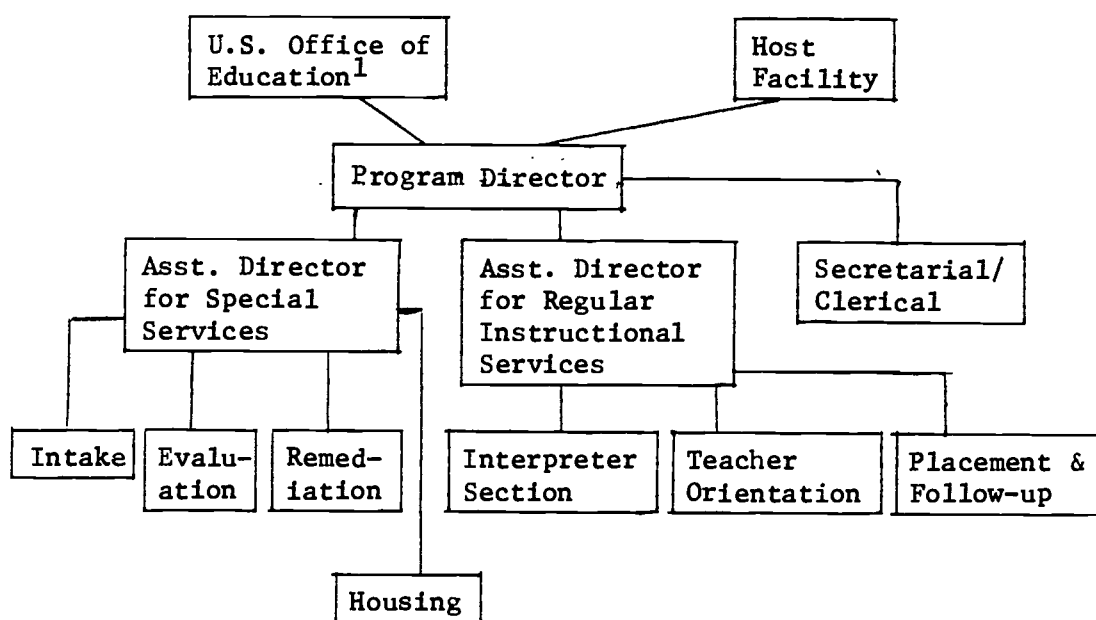 U.S. Office of
Education1
Host
Facility
Program Director
Asst. Director
for Special
Services
Asst. Director
for Regular
Instructional
Services
Secretarial/
Clerical
Intake
Evalu-
ation
Remed-
iation
Interpreter
Section
Teacher
Orientation
Placement &
Follow-up
Housing